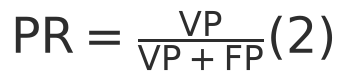 PR = VP / (VP + FP) (2)